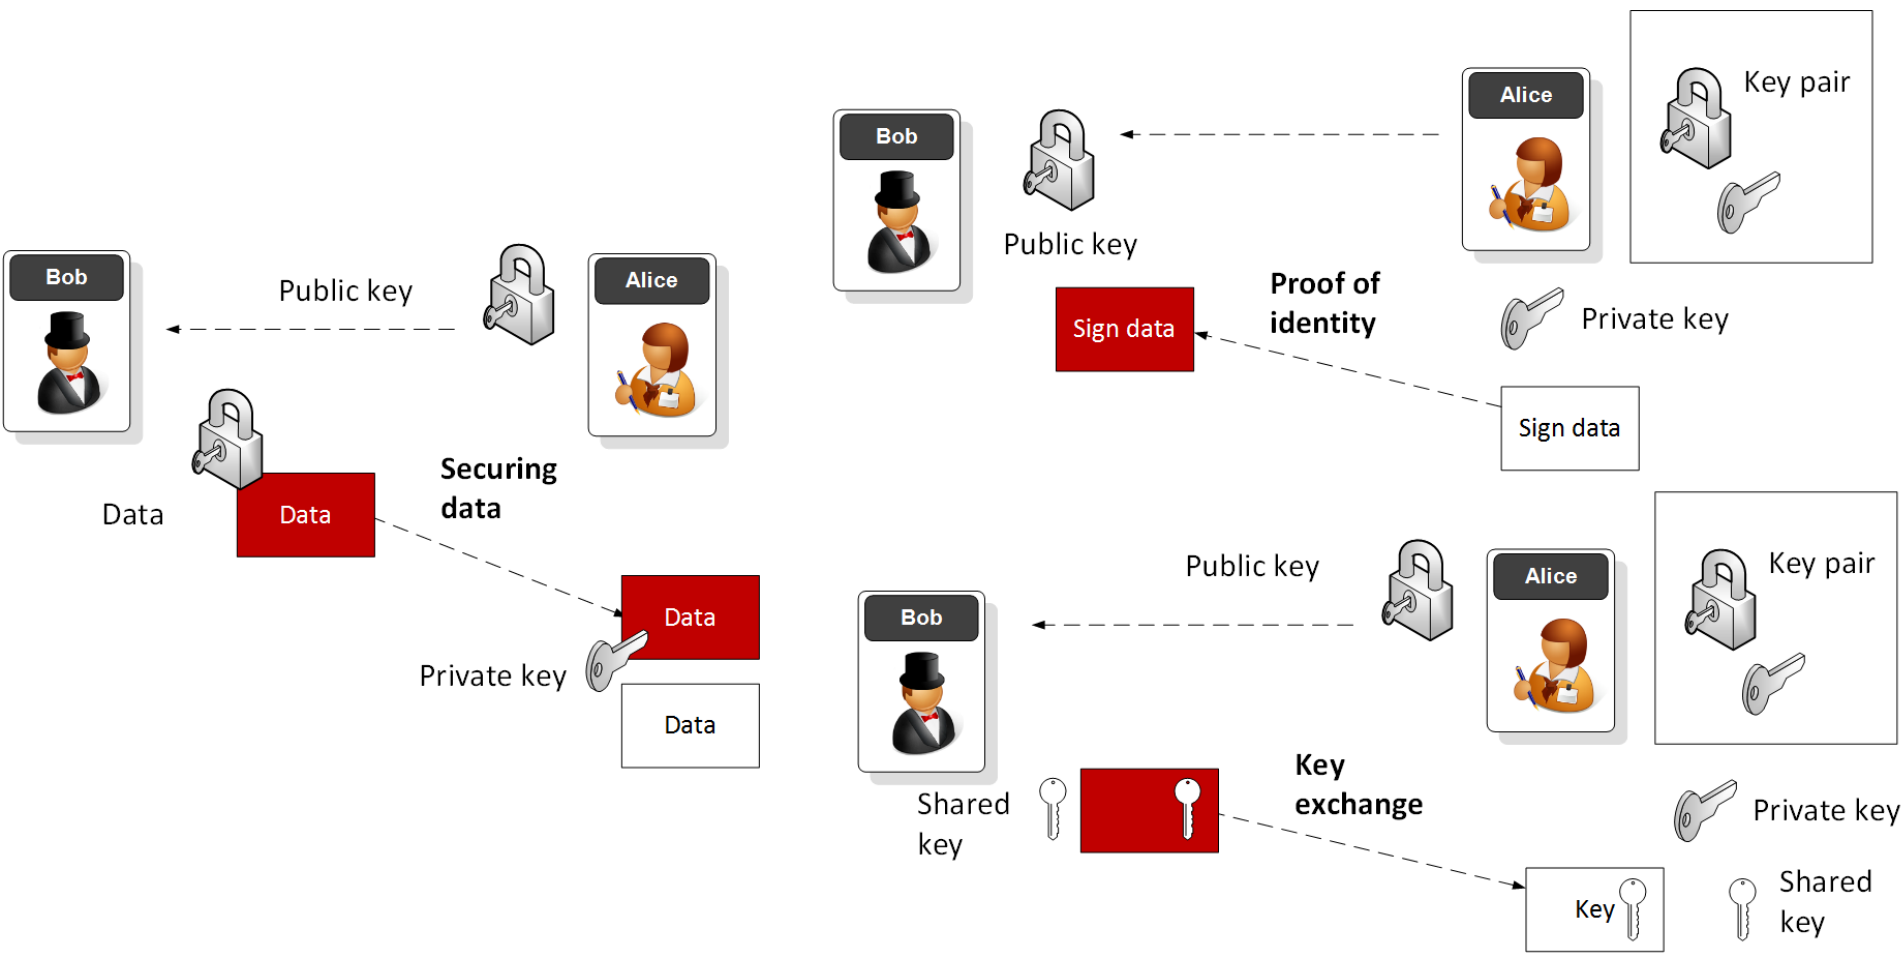 Bob
Public key
Alice
Data
Data
Securing
data
Data
Private key
Data
Bob
Public key
Alice
Key pair
Proof of
identity
Private key
Sign data
Sign data
Bob
Public key
Alice
Key pair
Shared
key
Key
exchange
Private key
Key
Shared
key